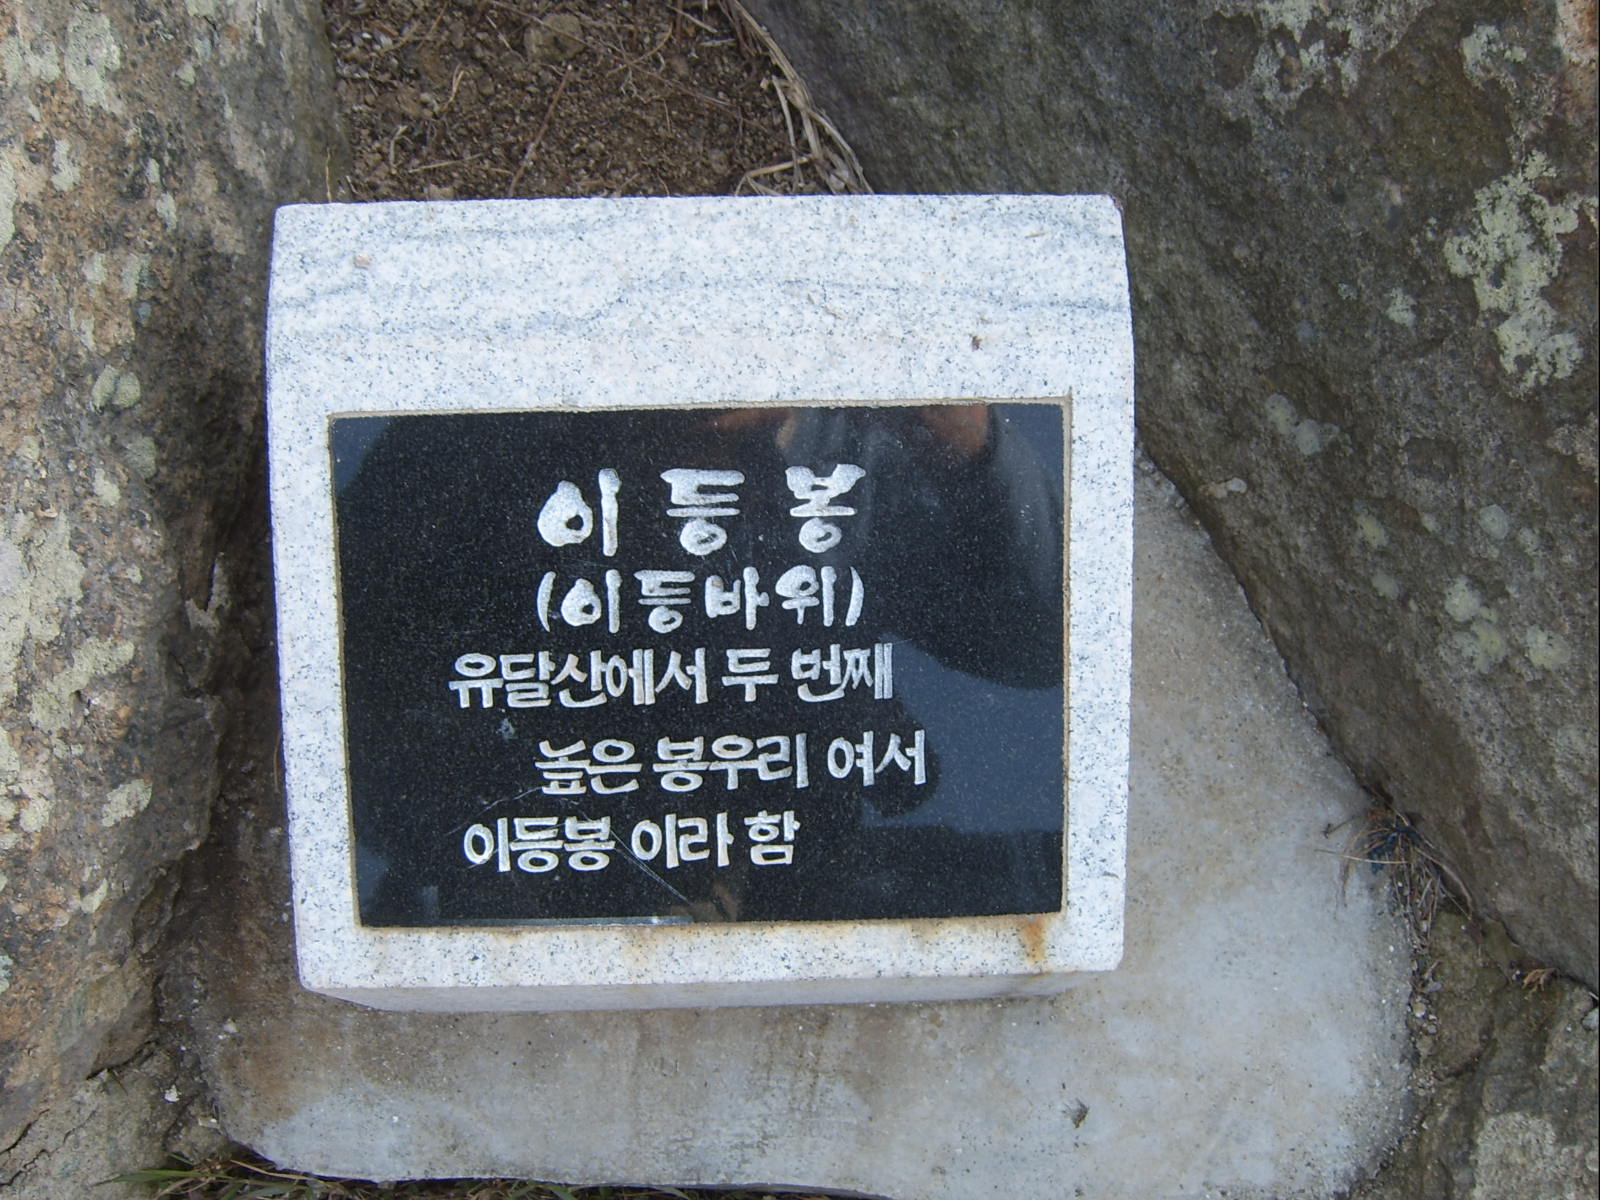 이등봉
(이등바위)
유달산에서 두 번째
높은 봉우리 여서
이등봉 이라 함